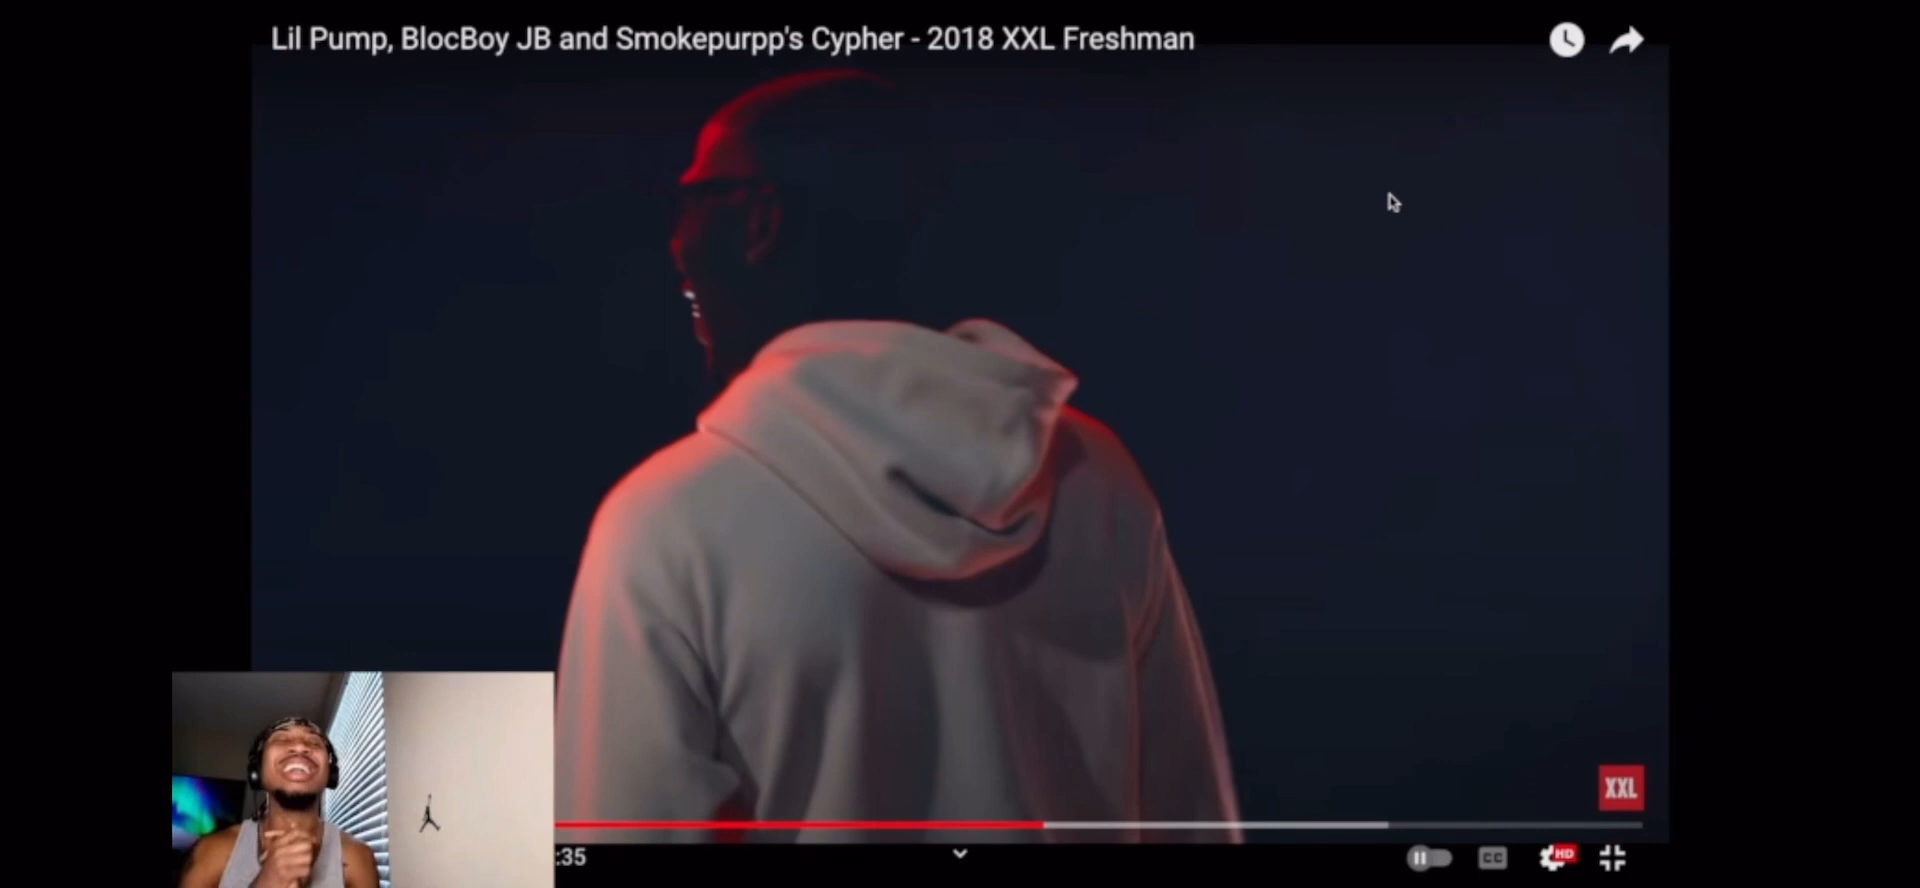 Lil Pump, BlocBoy JB and Smokepurpp's Cypher - 2018 XXL Freshman
XXL
:35
CC
HD